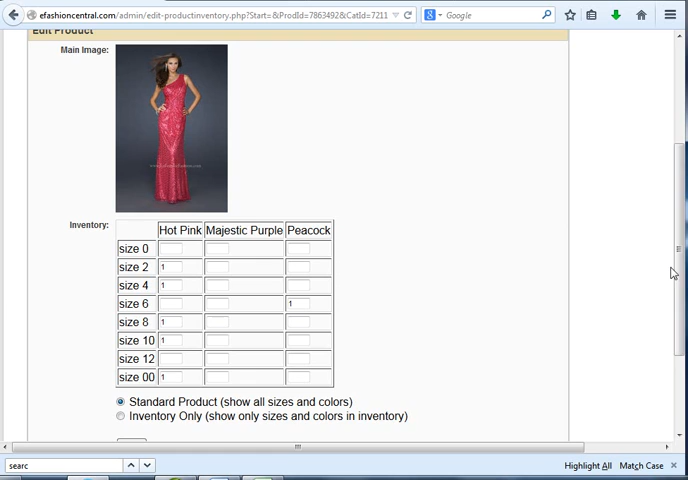 efashioncentral.com/admin/edit-productinventory.php?Start=&ProdId=7863492&CatId=7211
Google
Edit Product
Main Image:
Inventory:
Hot Pink Majestic Purple Peacock
size 0
size 2 1
size 4 1
size 6 1
size 8 1
size 10 1
size 12
size 00 1
Standard Product (show all sizes and colors)
Inventory Only (show only sizes and colors in inventory)
searc
Highlight All Match Case